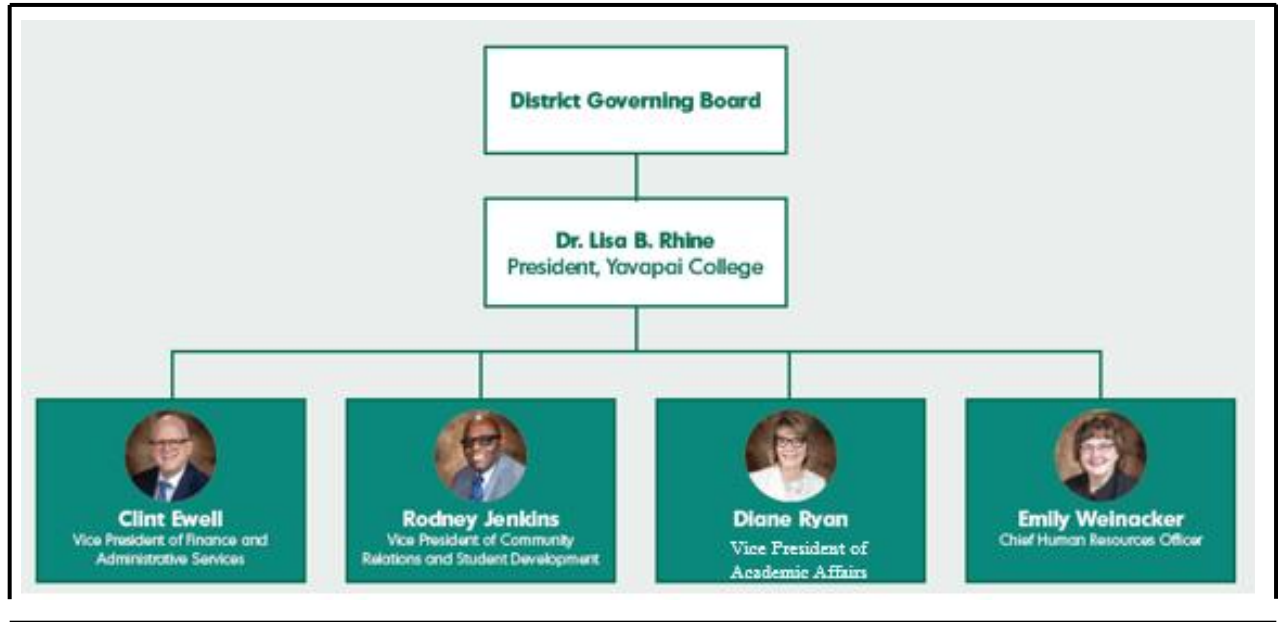 District Governing Board
Dr. Lisa B. Rhine
President, Yavapai College
Clint Ewell
Vice President of Finance and
Administrative Services
Rodney Jenkins
Vice President of Community
Relations and Student Development
Diane Ryan
Vice President of
Academic Affairs
Emily Weinacker
Chief Human Resources Officer